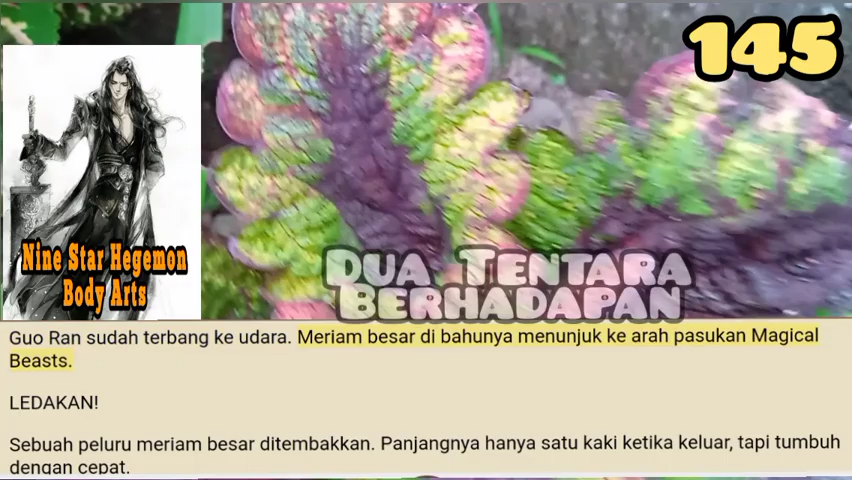 145
Nine Star Hegemon
Body Arts
Dua Tentara
Berhadapan
Guo Ran sudah terbang ke udara. Meriam besar di bahunya menunjuk ke arah pasukan Magical
Beasts.
LEDAKAN!
Sebuah peluru meriam besar ditembakkan. Panjangnya hanya satu kaki ketika keluar, tapi tumbuh
dengan cepat.